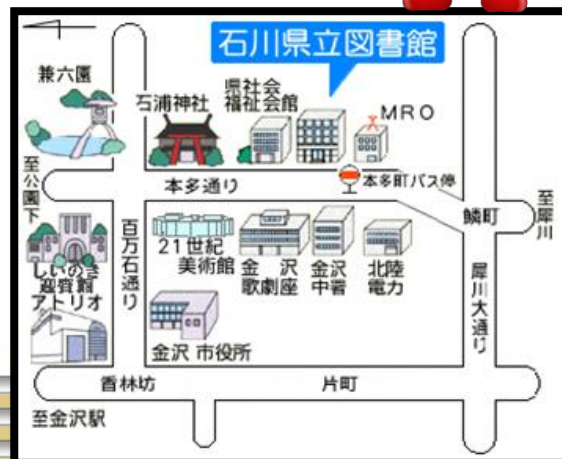 石川県立図書館
兼六園
石浦神社
県社会
福祉会館
MRO
至公園下
本多通り
本多町バス停
至犀川
鱗町
百万石通り
しいのき
迎賓館
アトリオ
21世紀
美術館
金沢
歌劇座
金沢
中署
北陸
電力
犀川大通り
金沢市役所
香林坊
片町
至金沢駅